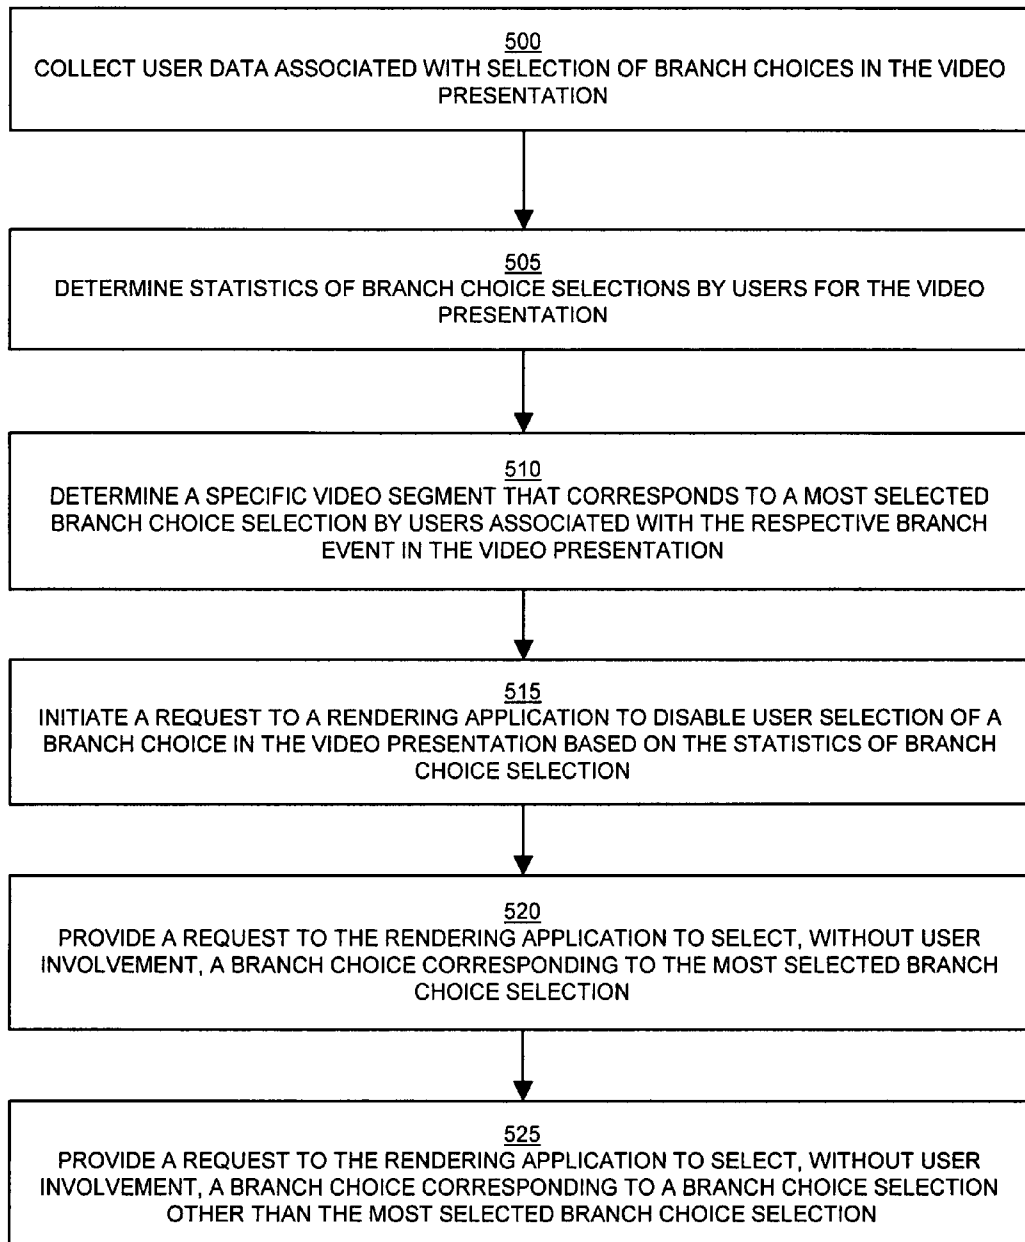 500
COLLECT USER DATA ASSOCIATED WITH SELECTION OF BRANCH CHOICES IN THE VIDEO
PRESENTATION
505
DETERMINE STATISTICS OF BRANCH CHOICE SELECTIONS BY USERS FOR THE VIDEO
PRESENTATION
510
DETERMINE A SPECIFIC VIDEO SEGMENT THAT CORRESPONDS TO A MOST SELECTED
BRANCH CHOICE SELECTION BY USERS ASSOCIATED WITH THE RESPECTIVE BRANCH
EVENT IN THE VIDEO PRESENTATION
515
INITIATE A REQUEST TO A RENDERING APPLICATION TO DISABLE USER SELECTION OF A
BRANCH CHOICE IN THE VIDEO PRESENTATION BASED ON THE STATISTICS OF BRANCH
CHOICE SELECTION
520
PROVIDE A REQUEST TO THE RENDERING APPLICATION TO SELECT, WITHOUT USER
INVOLVEMENT, A BRANCH CHOICE CORRESPONDING TO THE MOST SELECTED BRANCH
CHOICE SELECTION
525
PROVIDE A REQUEST TO THE RENDERING APPLICATION TO SELECT, WITHOUT USER
INVOLVEMENT, A BRANCH CHOICE CORRESPONDING TO A BRANCH CHOICE SELECTION
OTHER THAN THE MOST SELECTED BRANCH CHOICE SELECTION